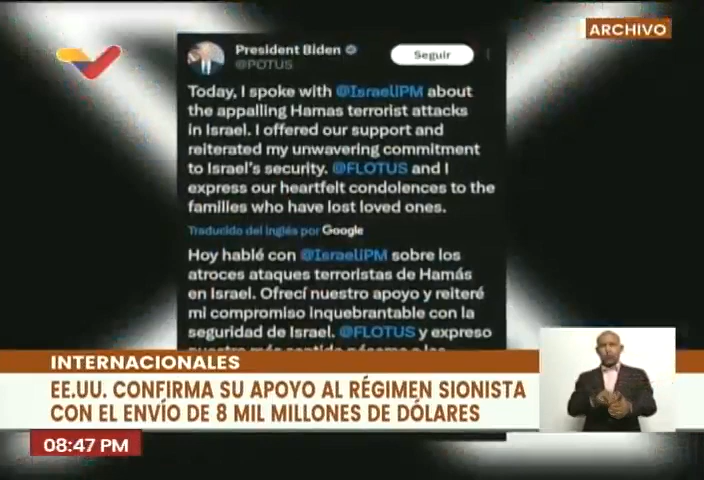 ARCHIVO
President Biden
@POTUS
Seguir
Today, I spoke with @IsraeliPM about
the appalling Hamas terrorist attacks
in Israel. I offered our support and
reiterated my unwavering commitment
to Israel's security. @FLOTUS and I
express our heartfelt condolences to the
families who have lost loved ones.
Traducido del inglés por Google
Hoy hablé con @IsraeliPM sobre los
atroces ataques terroristas de Hamás
en Israel. Ofrecí nuestro apoyo y reiteré
mi compromiso inquebrantable con la
seguridad de Israel. @FLOTUS y expreso
INTERNACIONALES
EE.UU. CONFIRMA SU APOYO AL RÉGIMEN SIONISTA
CON EL ENVÍO DE 8 MIL MILLONES DE DÓLARES
08:47 PM